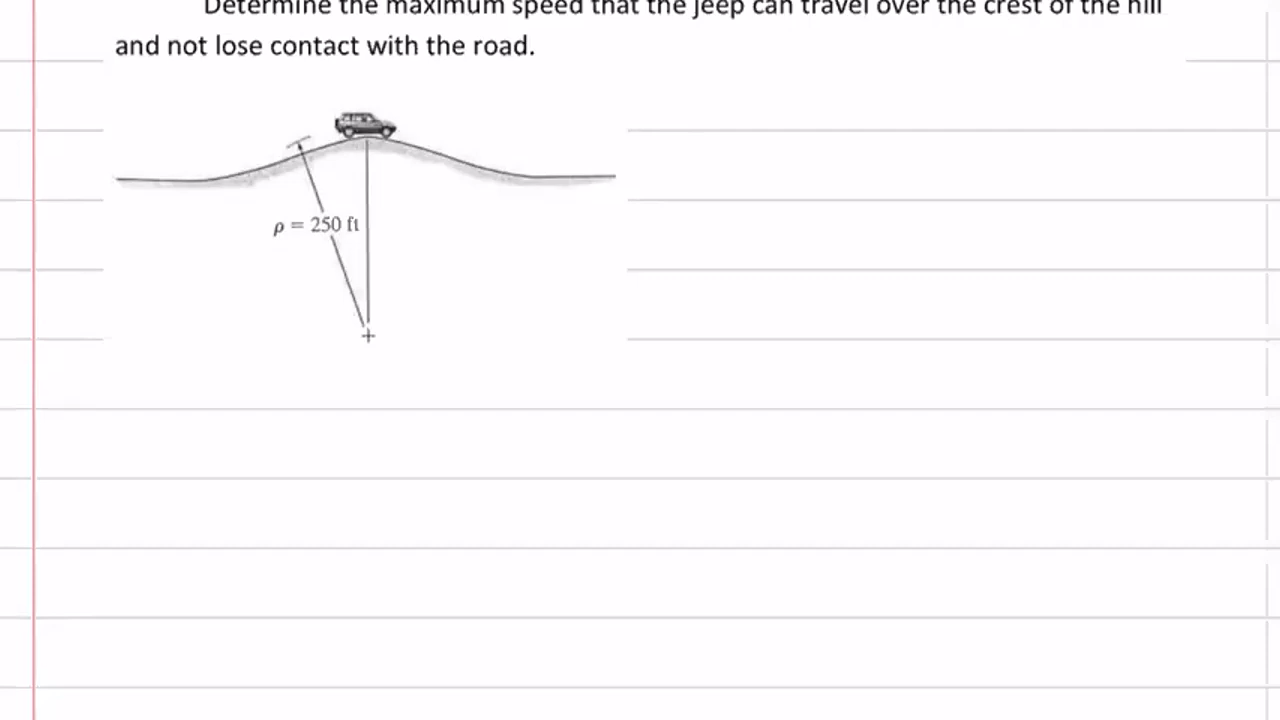 Determine the maximum speed that the jeep can travel over the crest of the hill
and not lose contact with the road.
ρ = 250 ft